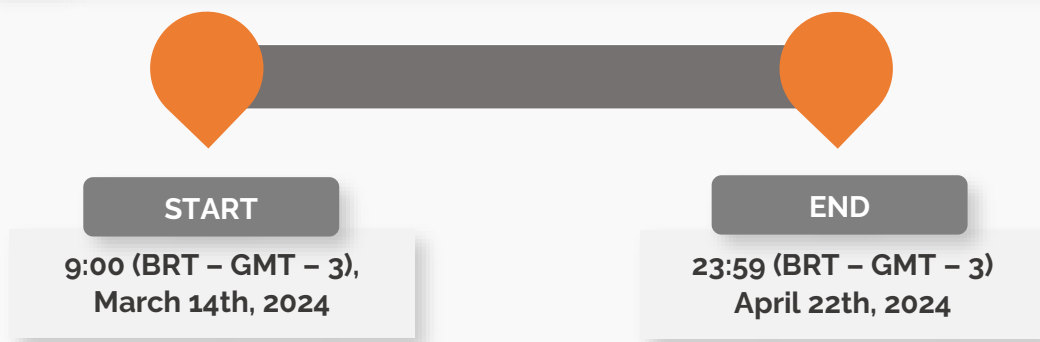 START
9:00 (BRT – GMT – 3),
March 14th, 2024
END
23:59 (BRT – GMT – 3)
April 22th, 2024